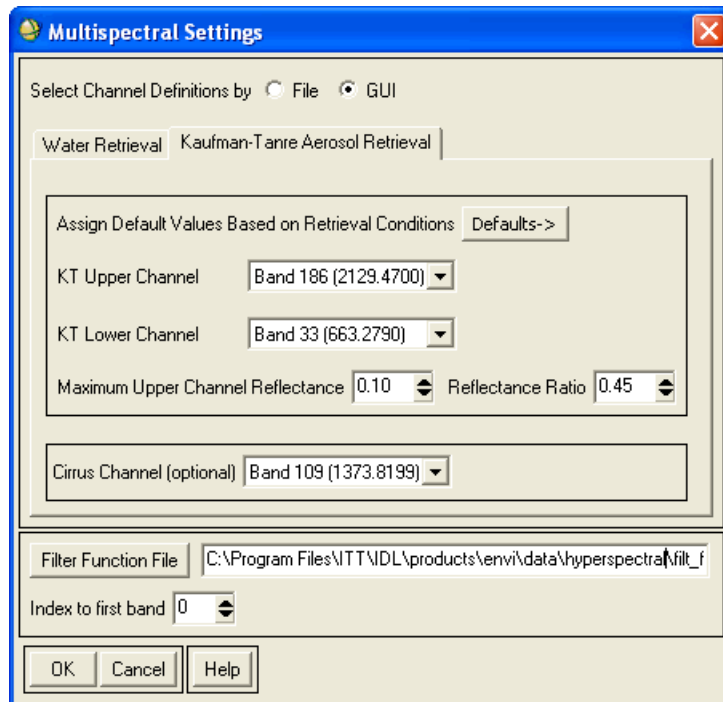 Multispectral Settings
Select Channel Definitions by File GUI
Water Retrieval Kaufman-Tanre Aerosol Retrieval
Assign Default Values Based on Retrieval Conditions Defaults->
KT Upper Channel Band 186 (2129.4700)
KT Lower Channel Band 33 (663.2790)
Maximum Upper Channel Reflectance 0.10 Reflectance Ratio 0.45
Cirrus Channel (optional) Band 109 (1373.8199)
Filter Function File C:\Program Files\ITT\IDL\products\envi\data\hyperspectral\filt_f
Index to first band 0
OK Cancel Help